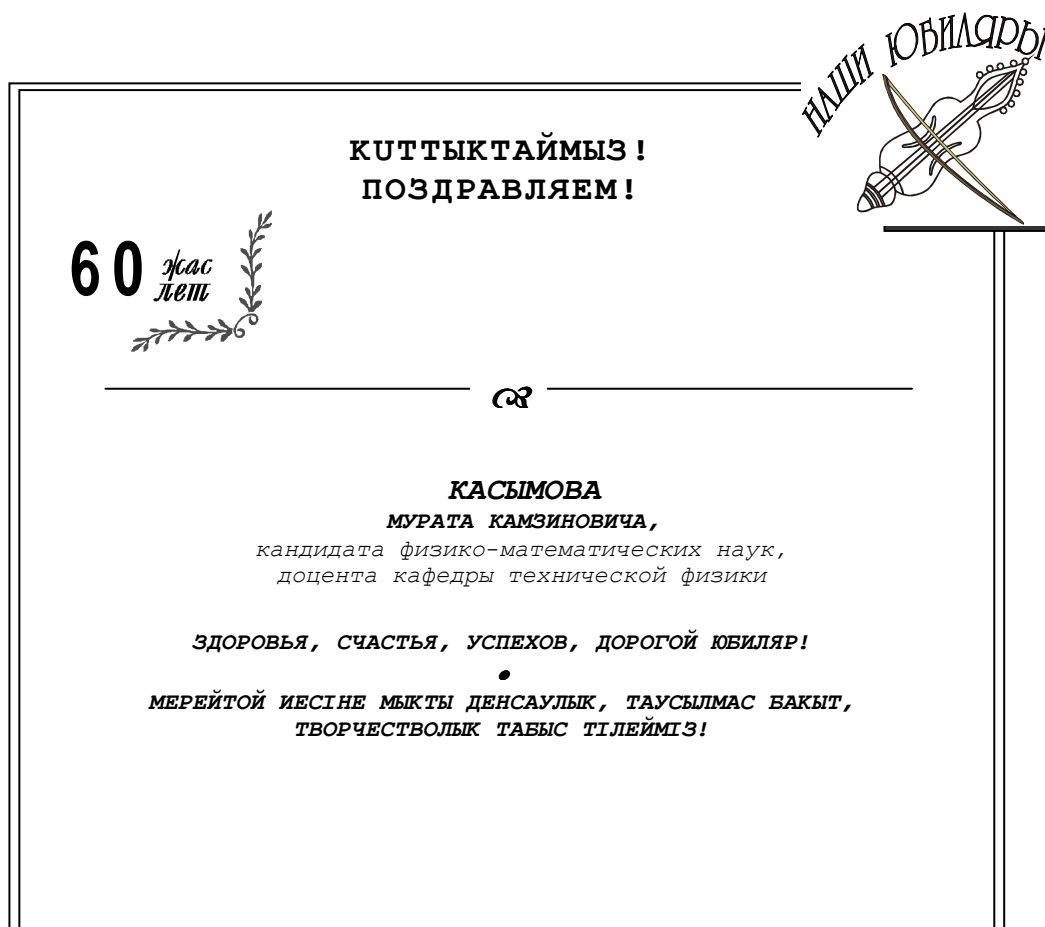 НАШИ ЮБИЛЯРЫ
КUТТЫКТАЙМЫЗ!
ПОЗДРАВЛЯЕМ!
60 жас
лет
КАСЫМОВА
МУРАТА КАМЗИНОВИЧА,
кандидата физико-математических наук,
доцента кафедры технической физики
ЗДОРОВЬЯ, СЧАСТЬЯ, УСПЕХОВ, ДОРОГОЙ ЮБИЛЯР!
•
МЕРЕЙТОЙ ИЕСІНЕ МЫКТЫ ДЕНСАУЛЫК, ТАУСЫЛМАС БАКЫТ,
ТВОРЧЕСТВОЛЫК ТАБЫС ТІЛЕЙМІЗ!